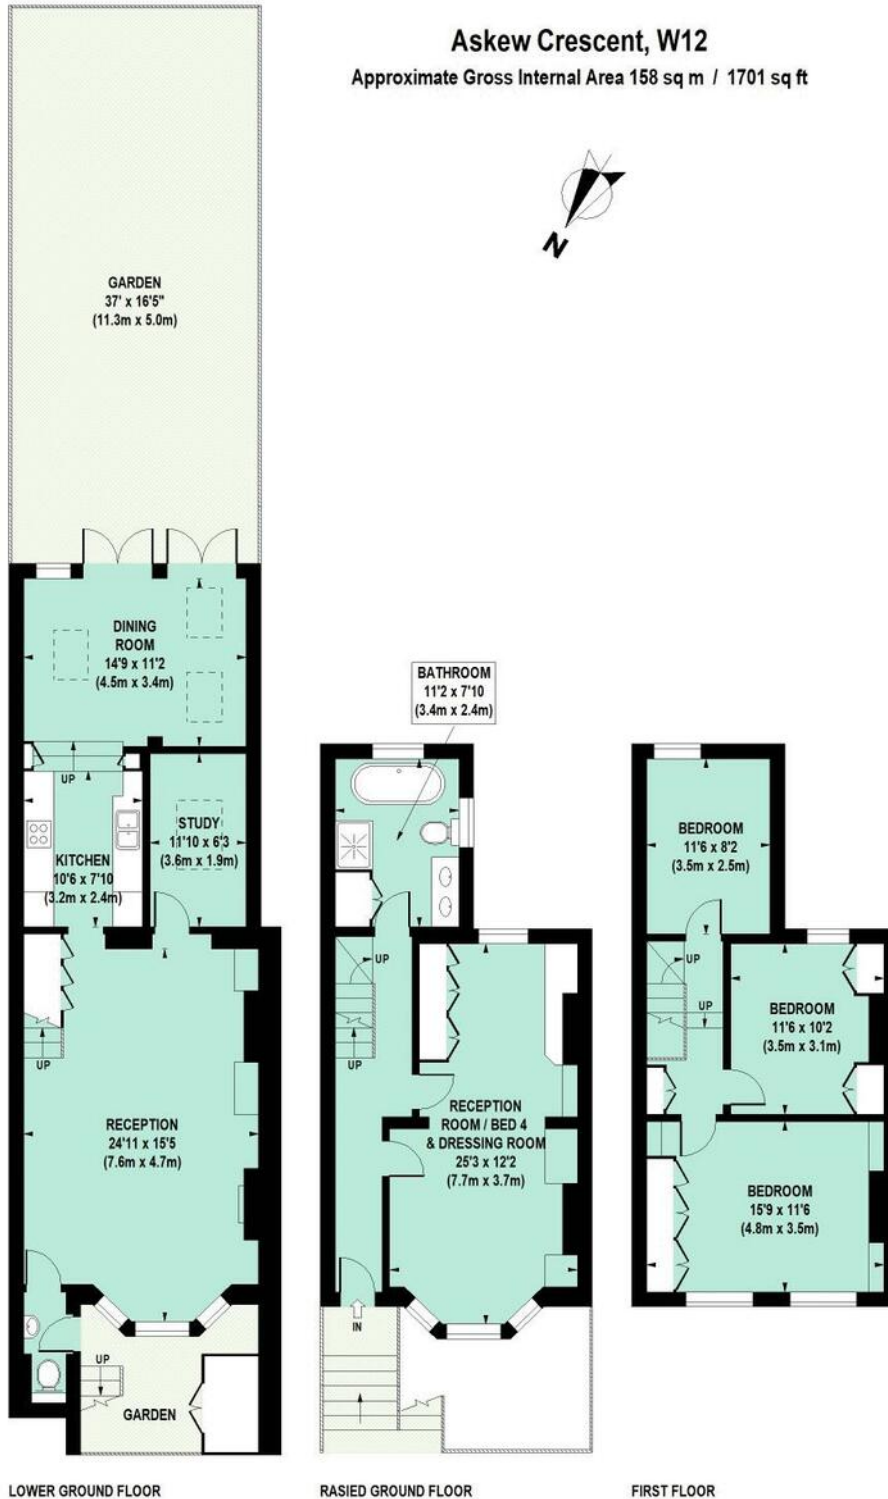 Askew Crescent, W12
Approximate Gross Internal Area 158 sq m / 1701 sq ft
N
GARDEN
37' x 16'5"
(11.3m x 5.0m)
DINING
ROOM
14'9 x 11'2
(4.5m x 3.4m)
UP
STUDY
11'10 x 6'3
(3.6m x 1.9m)
KITCHEN
10'6 x 7'10
(3.2m x 2.4m)
UP
RECEPTION
24'11 x 15'5
(7.6m x 4.7m)
UP
GARDEN
LOWER GROUND FLOOR
BATHROOM
11'2 x 7'10
(3.4m x 2.4m)
UP
UP
RECEPTION
ROOM / BED 4
& DRESSING ROOM
25'3 x 12'2
(7.7m x 3.7m)
IN
RASIED GROUND FLOOR
BEDROOM
11'6 x 8'2
(3.5m x 2.5m)
UP
UP
BEDROOM
11'6 x 10'2
(3.5m x 3.1m)
BEDROOM
15'9 x 11'6
(4.8m x 3.5m)
FIRST FLOOR